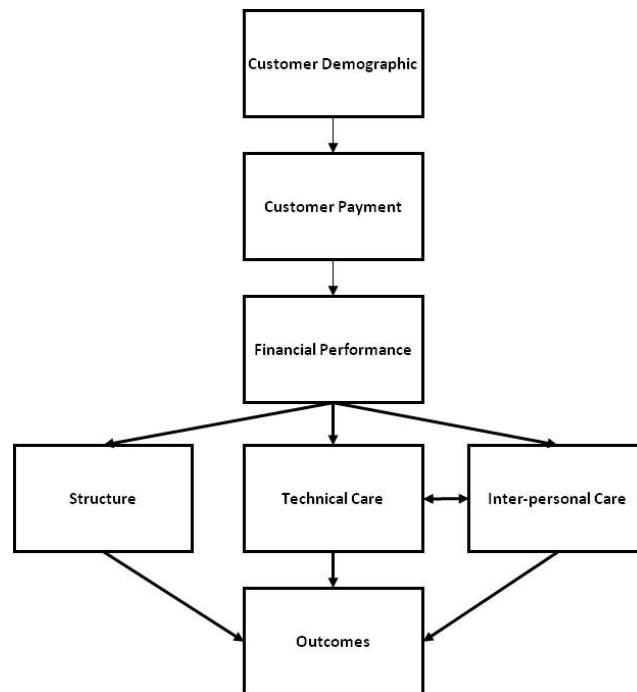 Customer Demographic
Customer Payment
Financial Performance
Structure
Technical Care
Inter-personal Care
Outcomes